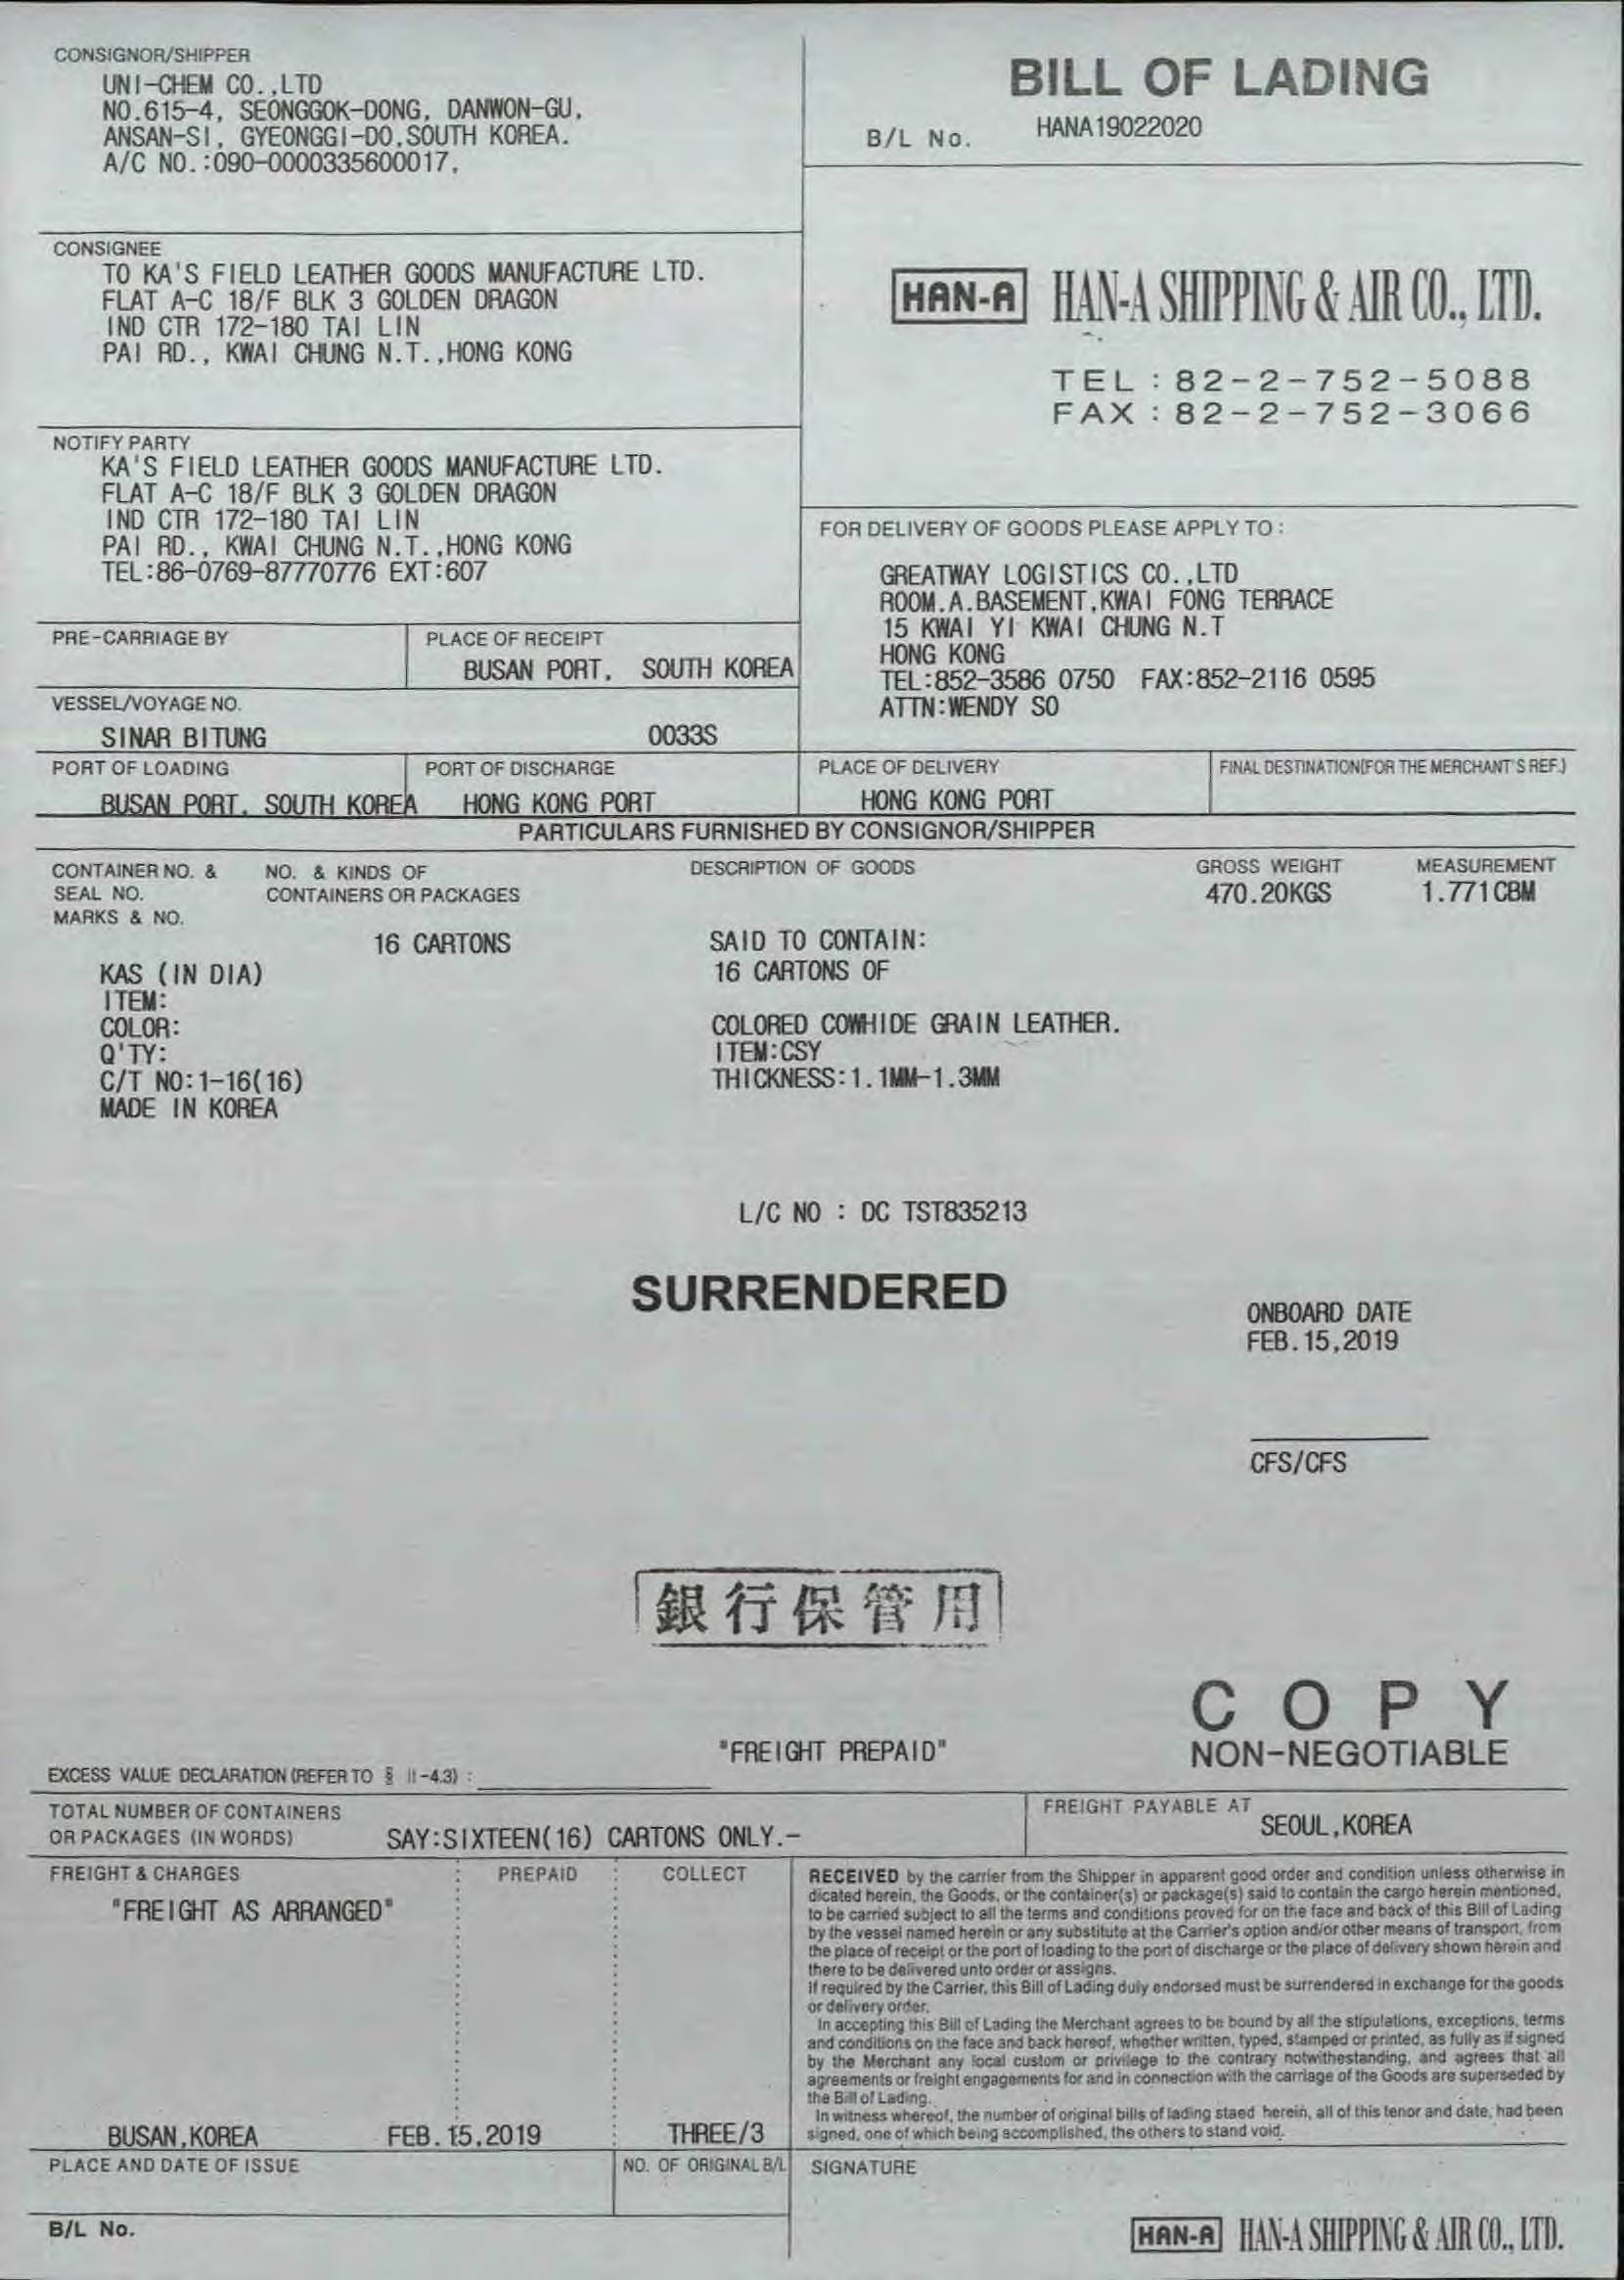 CONSIGNOR/SHIPPER
UNI-CHEM CO.,LTD
NO.615-4, SEONGGOK-DONG, DANWON-GU,
ANSAN-SI, GYEONGGI-DO,SOUTH KOREA.
A/C NO.:090-0000335600017,
BILL OF LADING
B/L No. HANA19022020
CONSIGNEE
TO KA'S FIELD LEATHER GOODS MANUFACTURE LTD.
FLAT A-C 18/F BLK 3 GOLDEN DRAGON
IND CTR 172-180 TAI LIN
PAI RD., KWAI CHUNG N.T.,HONG KONG
HAN-A HAN-A SHIPPING & AIR CO., LTD.
TEL : 82-2-752-5088
FAX : 82-2-752-3066
NOTIFY PARTY
KA'S FIELD LEATHER GOODS MANUFACTURE LTD.
FLAT A-C 18/F BLK 3 GOLDEN DRAGON
IND CTR 172-180 TAI LIN
PAI RD., KWAI CHUNG N.T.,HONG KONG
TEL:86-0769-87770776 EXT:607
FOR DELIVERY OF GOODS PLEASE APPLY TO :
GREATWAY LOGISTICS CO.,LTD
ROOM.A.BASEMENT,KWAI FONG TERRACE
15 KWAI YI KWAI CHUNG N.T
HONG KONG
TEL:852-3586 0750 FAX:852-2116 0595
ATTN:WENDY SO
PRE-CARRIAGE BY
PLACE OF RECEIPT
BUSAN PORT, SOUTH KOREA
VESSEL/VOYAGE NO.
SINAR BITUNG 0033S
PORT OF LOADING
BUSAN PORT, SOUTH KOREA
PORT OF DISCHARGE
HONG KONG PORT
PLACE OF DELIVERY
HONG KONG PORT
FINAL DESTINATION(FOR THE MERCHANT'S REF.)
PARTICULARS FURNISHED BY CONSIGNOR/SHIPPER
CONTAINER NO. &
SEAL NO.
MARKS & NO.
NO. & KINDS OF
CONTAINERS OR PACKAGES
DESCRIPTION OF GOODS
GROSS WEIGHT
470.20KGS
MEASUREMENT
1.771CBM
16 CARTONS
KAS (IN DIA)
ITEM:
COLOR:
Q'TY:
C/T NO:1-16(16)
MADE IN KOREA
SAID TO CONTAIN:
16 CARTONS OF
COLORED COWHIDE GRAIN LEATHER.
ITEM:CSY
THICKNESS:1.1MM-1.3MM
L/C NO : DC TST835213
SURRENDERED
ONBOARD DATE
FEB.15,2019
CFS/CFS
銀行保管用
COPY
NON-NEGOTIABLE
"FREIGHT PREPAID"
EXCESS VALUE DECLARATION (REFER TO § II-4.3) :
TOTAL NUMBER OF CONTAINERS
OR PACKAGES (IN WORDS) SAY:SIXTEEN(16) CARTONS ONLY.-
FREIGHT PAYABLE AT
SEOUL,KOREA
FREIGHT & CHARGES PREPAID COLLECT
"FREIGHT AS ARRANGED"
RECEIVED by the carrier from the Shipper in apparent good order and condition unless otherwise in
dicated herein, the Goods, or the container(s) or package(s) said to contain the cargo herein mentioned,
to be carried subject to all the terms and conditions proved for on the face and back of this Bill of Lading
by the vessel named herein or any substitute at the Carrier's option and/or other means of transport, from
the place of receipt or the port of loading to the port of discharge or the place of delivery shown herein and
there to be delivered unto order or assigns.
If required by the Carrier, this Bill of Lading duly endorsed must be surrendered in exchange for the goods
or delivery order.
In accepting this Bill of Lading the Merchant agrees to be bound by all the stipulations, exceptions, terms
and conditions on the face and back hereof, whether written, typed, stamped or printed, as fully as if signed
by the Merchant any local custom or privilege to the contrary notwithestanding, and agrees that all
agreements or freight engagements for and in connection with the carriage of the Goods are superseded by
the Bill of Lading.
In witness whereof, the number of original bills of lading staed herein, all of this tenor and date, had been
signed, one of which being accomplished, the others to stand void.
BUSAN,KOREA FEB.15,2019 THREE/3
PLACE AND DATE OF ISSUE
NO. OF ORIGINAL B/L
SIGNATURE
B/L No.
HAN-A HAN-A SHIPPING & AIR CO., LTD.